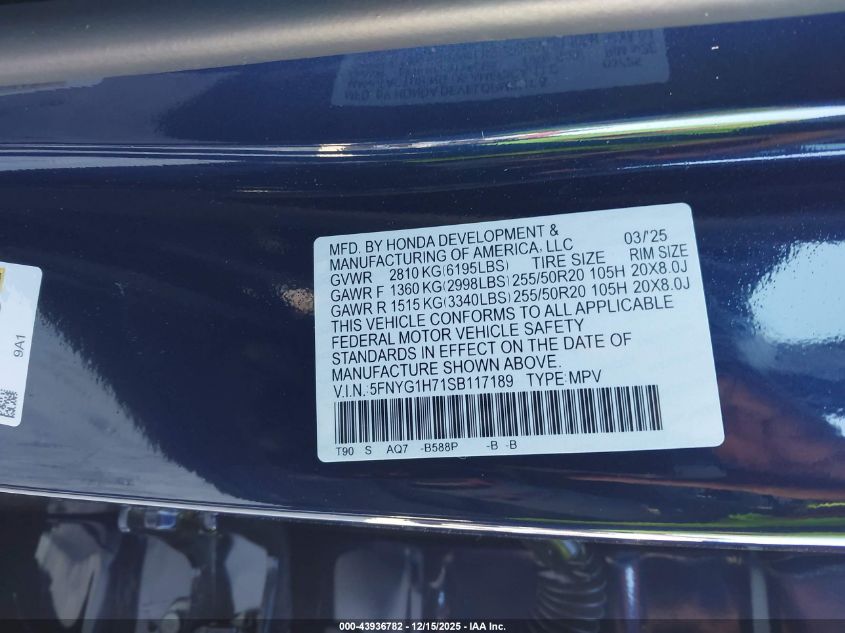 MFD. BY HONDA DEVELOPMENT & 03/'25
MANUFACTURING OF AMERICA, LLC
GVWR 2810 KG(6195LBS) TIRE SIZE RIM SIZE
GAWR F 1360 KG(2998LBS) 255/50R20 105H 20X8.0J
GAWR R 1515 KG(3340LBS) 255/50R20 105H 20X8.0J
THIS VEHICLE CONFORMS TO ALL APPLICABLE
FEDERAL MOTOR VEHICLE SAFETY
STANDARDS IN EFFECT ON THE DATE OF
MANUFACTURE SHOWN ABOVE.
V.I.N.:5FNYG1H71SB117189 TYPE:MPV
T90 S AQ7 -B588P -B -B
9A1
000-43936782 - 12/15/2025 - IAA Inc.